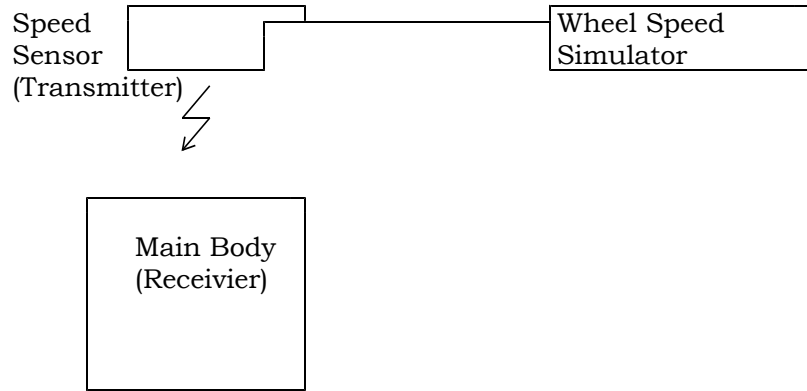 Speed
Sensor
(Transmitter)
Wheel Speed
Simulator
Main Body
(Receivier)